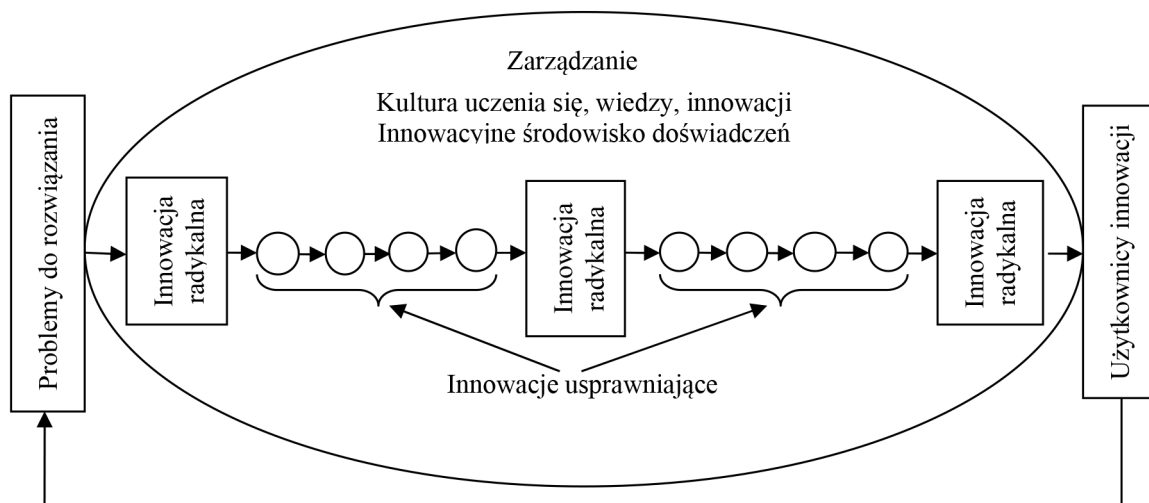 Zarządzanie
Kultura uczenia się, wiedzy, innowacji
Innowacyjne środowisko doświadczeń
Problemy do rozwiązania
Innowacja
radykalna
Innowacja
radykalna
Innowacja
radykalna
Użytkownicy innowacji
Innowacje usprawniające